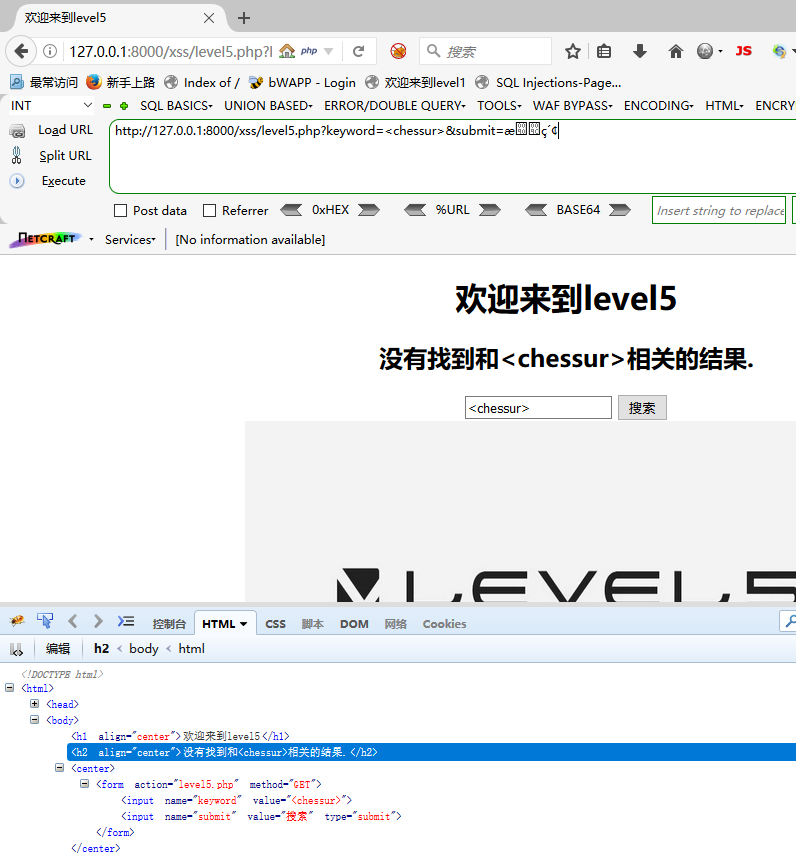 欢迎来到level5
127.0.0.1:8000/xss/level5.php?l php 搜索 JS
最常访问 新手上路 Index of / bWAPP - Login 欢迎来到level1 SQL Injections-Page...
INT SQL BASICS UNION BASED ERROR/DOUBLE QUERY TOOLS WAF BYPASS ENCODING HTML ENCRY
Load URL
Split URL
Execute
http://127.0.0.1:8000/xss/level5.php?keyword=<chessur>&submit=æç´¢
Post data Referrer 0xHEX %URL BASE64 Insert string to replace
NETCRAFT Services [No information available]
欢迎来到level5
没有找到和<chessur>相关的结果.
<chessur> 搜索
LEVEL5
控制台 HTML CSS 脚本 DOM 网络 Cookies
编辑 h2 < body < html
<!DOCTYPE html>
<html>
<head>
<body>
<h1 align="center">欢迎来到level5</h1>
<h2 align="center">没有找到和<chessur>相关的结果.</h2>
<center>
<form action="level5.php" method="GET">
<input name="keyword" value="<chessur>">
<input name="submit" value="搜索" type="submit">
</form>
</center>